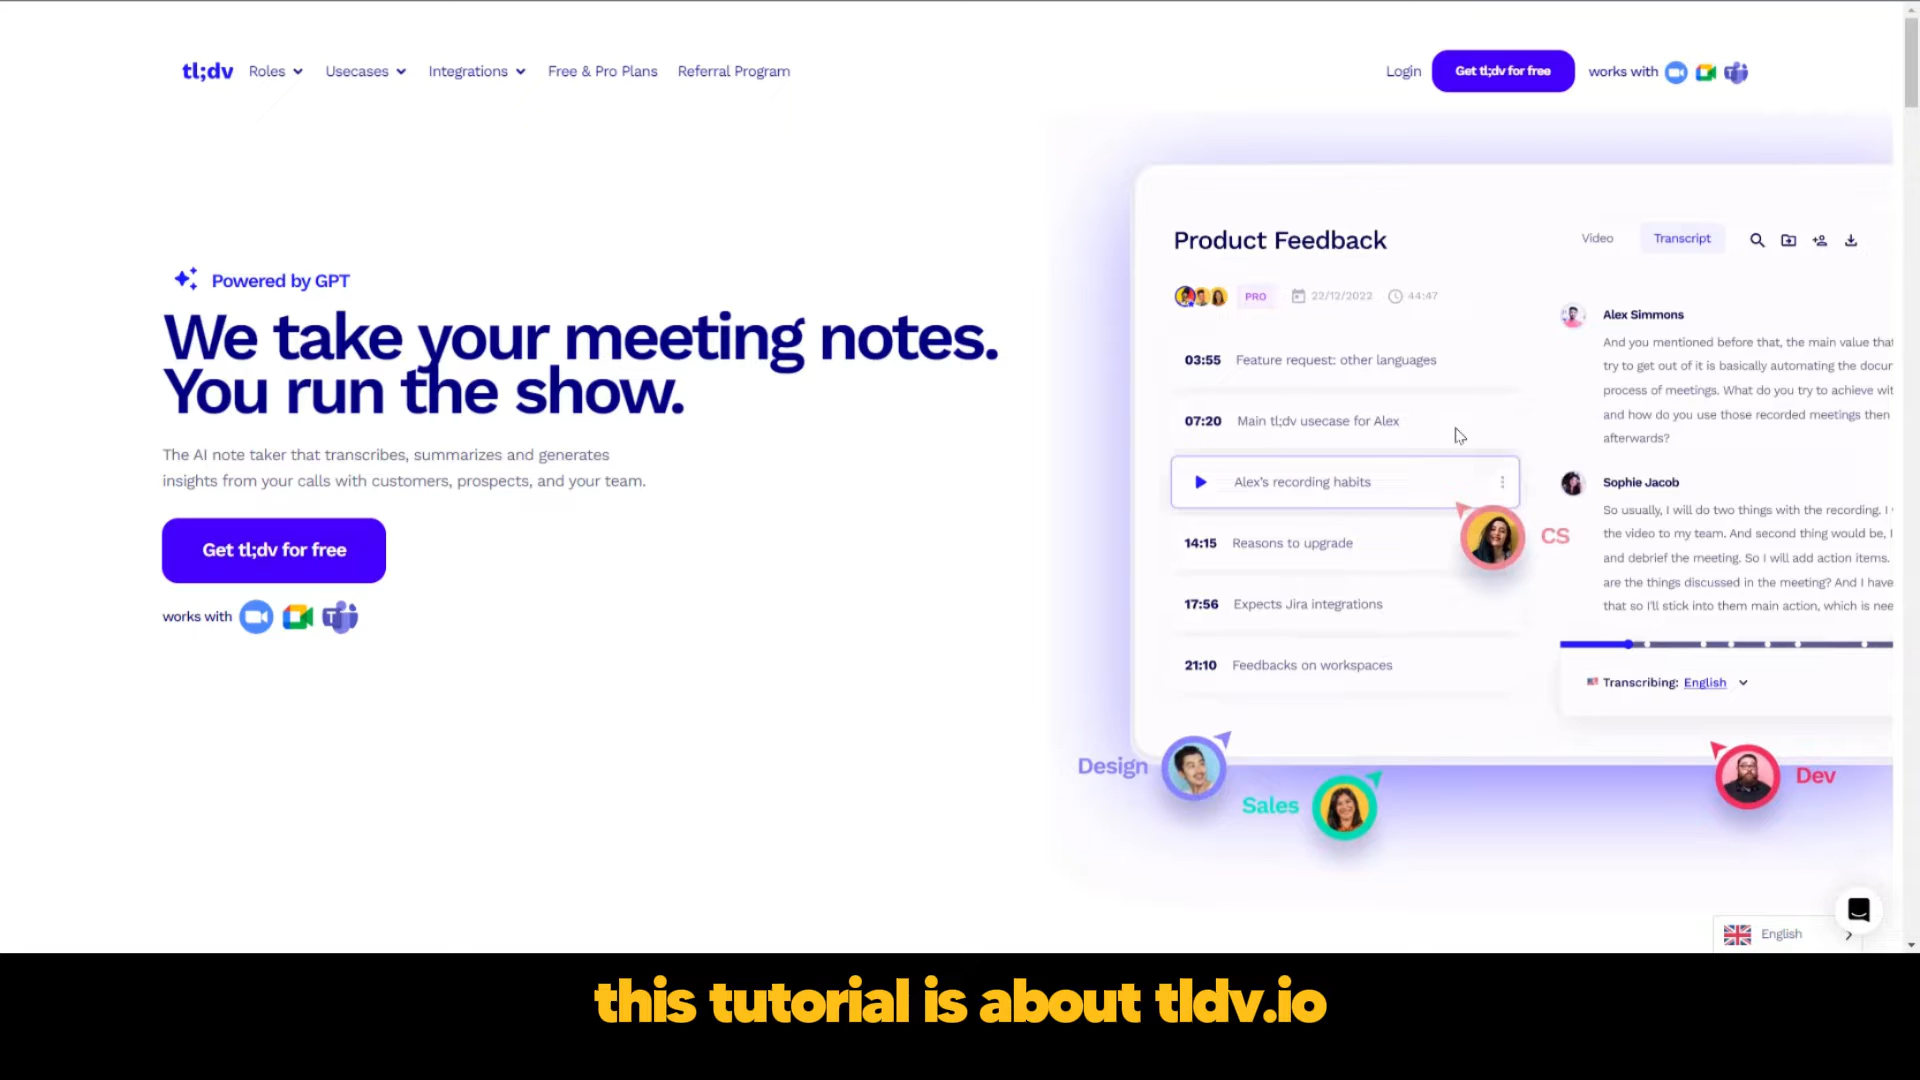 tl;dv Roles Usecases Integrations Free & Pro Plans Referral Program Login Get tl;dv for free works with
Powered by GPT
We take your meeting notes.
You run the show.
The AI note taker that transcribes, summarizes and generates
insights from your calls with customers, prospects, and your team.
Get tl;dv for free
works with
Product Feedback
Video Transcript
PRO 22/12/2022 44:47
03:55 Feature request: other languages
07:20 Main tl;dv usecase for Alex
Alex's recording habits
14:15 Reasons to upgrade
17:56 Expects Jira integrations
21:10 Feedbacks on workspaces
Alex Simmons
And you mentioned before that, the main value that
try to get out of it is basically automating the docur
process of meetings. What do you try to achieve wit
and how do you use those recorded meetings then
afterwards?
Sophie Jacob
So usually, I will do two things with the recording. I
the video to my team. And second thing would be, I
and debrief the meeting. So I will add action items.
are the things discussed in the meeting? And I have
that so I'll stick into them main action, which is nee
Transcribing: English
CS
Design
Sales
Dev
English
this tutorial is about tldv.io